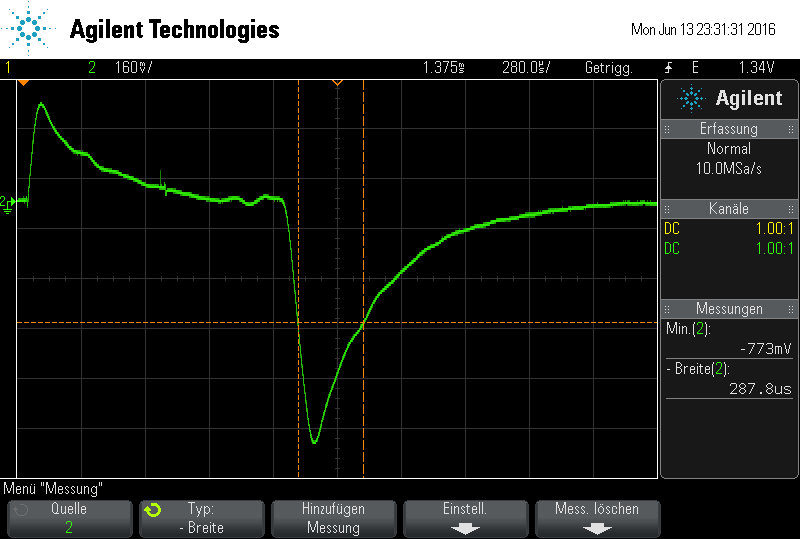 Agilent Technologies
Mon Jun 13 23:31:31 2016
1 2 160mV/ 1.375ms 280.0us/ Getrigg. E 1.34V
Agilent
Erfassung
Normal
10.0MSa/s
Kanäle
DC 1.00:1
DC 1.00:1
Messungen
Min.(2):
-773mV
- Breite(2):
287.8us
2
Menü "Messung"
Quelle
2
Typ:
- Breite
Hinzufügen
Messung
Einstell.
Mess. löschen